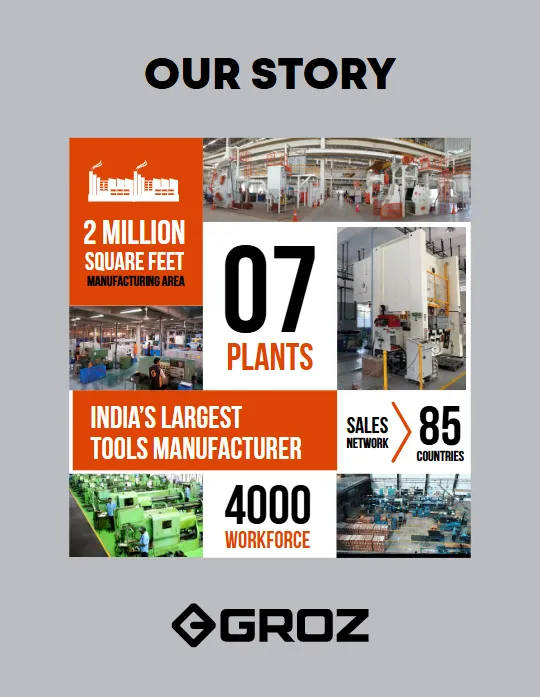 OUR STORY
2 MILLION
SQUARE FEET
MANUFACTURING AREA
07
PLANTS
INDIA'S LARGEST
TOOLS MANUFACTURER
SALES
NETWORK
85
COUNTRIES
4000
WORKFORCE
GROZ